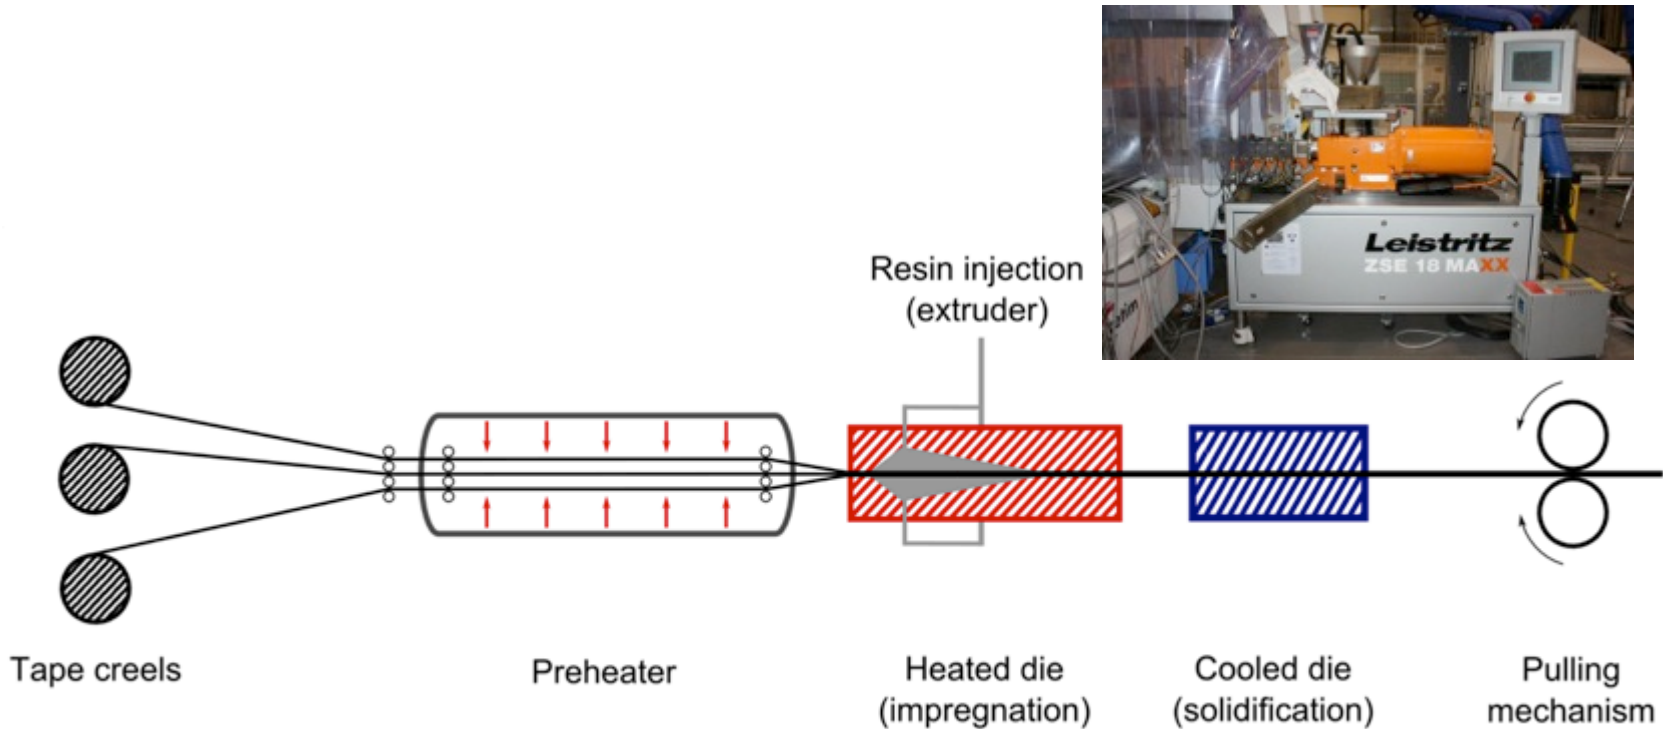 Leistritz
ZSE 18 MAXX
Resin injection
(extruder)
Tape creels
Preheater
Heated die
(impregnation)
Cooled die
(solidification)
Pulling
mechanism